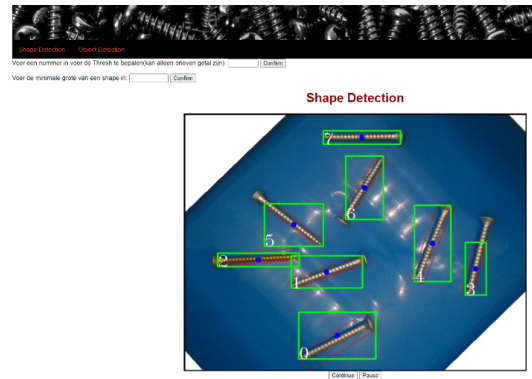 Shape Detection Object Detection
Voer een nummer in voor de Thresh te bepalen(kan alleen oneven getal zijn): Confirm
Voer de minimale grote van een shape in: Confirm
Shape Detection
7
6
5
2
1
4
3
0
Continue Pause